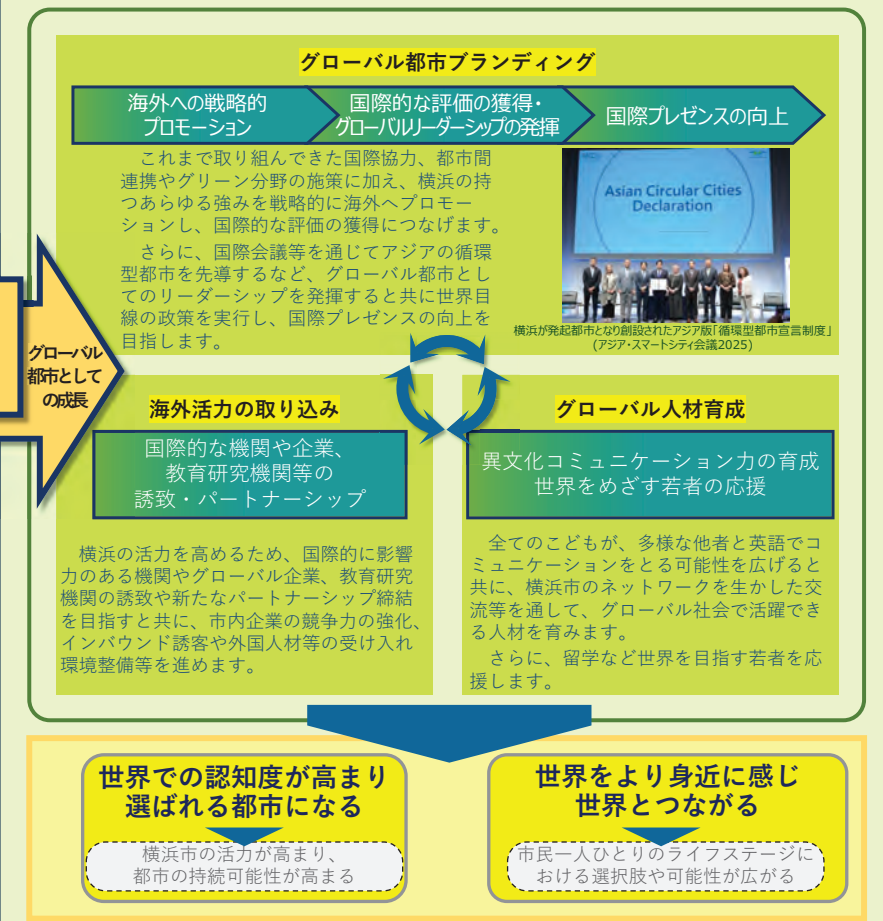 グローバル都市ブランディング
海外への戦略的
プロモーション
国際的な評価の獲得・
グローバルリーダーシップの発揮
国際プレゼンスの向上
これまで取り組んできた国際協力、都市間
連携やグリーン分野の施策に加え、横浜の持
つあらゆる強みを戦略的に海外へプロモー
ションし、国際的な評価の獲得につなげます。
さらに、国際会議等を通じてアジアの循環
型都市を先導するなど、グローバル都市とし
てのリーダーシップを発揮すると共に世界目
線の政策を実行し、国際プレゼンスの向上を
目指します。
Asian Circular Cities
Declaration
横浜が発起都市となり創設されたアジア版「循環型都市宣言制度」
(アジア・スマートシティ会議2025)
グローバル
都市として
の成長
海外活力の取り込み
国際的な機関や企業、
教育研究機関等の
誘致・パートナーシップ
横浜の活力を高めるため、国際的に影響
力のある機関やグローバル企業、教育研究
機関の誘致や新たなパートナーシップ締結
を目指すと共に、市内企業の競争力の強化、
インバウンド誘客や外国人材等の受け入れ
環境整備等を進めます。
グローバル人材育成
異文化コミュニケーション力の育成
世界をめざす若者の応援
全てのこどもが、多様な他者と英語でコ
ミュニケーションをとる可能性を広げると
共に、横浜市のネットワークを生かした交
流等を通して、グローバル社会で活躍でき
る人材を育みます。
さらに、留学など世界を目指す若者を応
援します。
世界での認知度が高まり
選ばれる都市になる
横浜市の活力が高まり、
都市の持続可能性が高まる
世界をより身近に感じ
世界とつながる
市民一人ひとりのライフステージに
おける選択肢や可能性が広がる